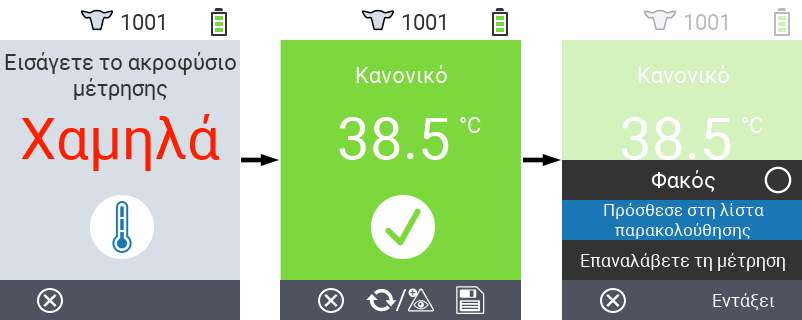 1001
Εισάγετε το ακροφύσιο
μέτρησης
Χαμηλά
1001
Κανονικό
38.5 °C
1001
Κανονικό
38.5 °C
Φακός
Πρόσθεσε στη λίστα
παρακολούθησης
Επαναλάβετε τη μέτρηση
Εντάξει